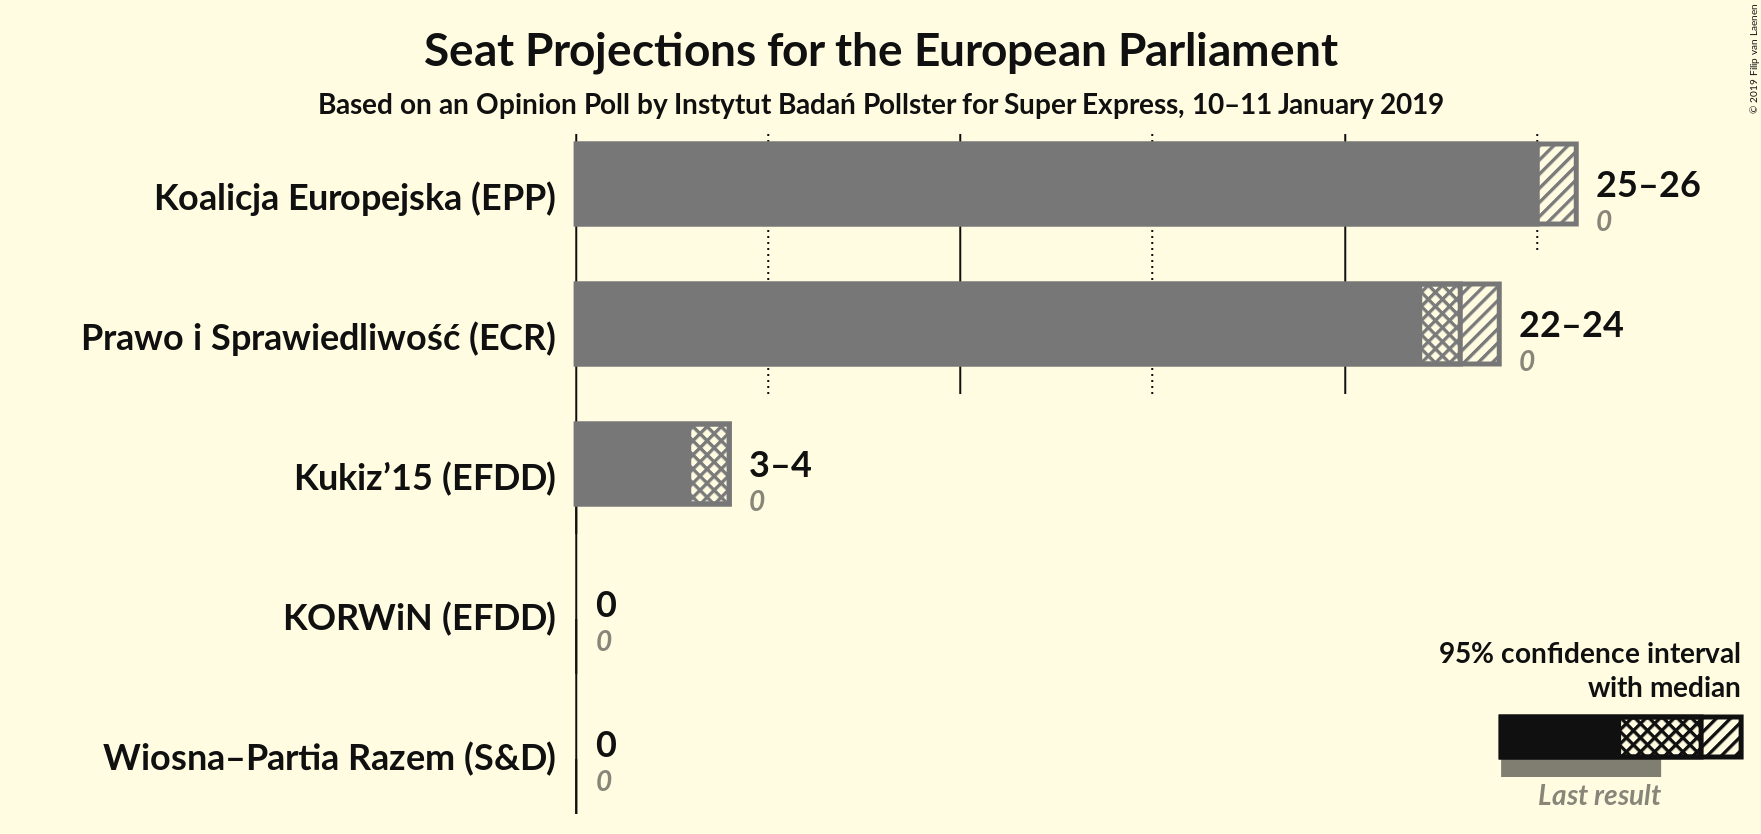 Seat Projections for the European Parliament
Based on an Opinion Poll by Instytut Badań Pollster for Super Express, 10–11 January 2019
© 2019 Filip van Laenen
Koalicja Europejska (EPP)
25–26
0
Prawo i Sprawiedliwość (ECR)
22–24
0
Kukiz’15 (EFDD)
3–4
0
KORWiN (EFDD)
0
0
Wiosna–Partia Razem (S&D)
0
0
95% confidence interval
with median
Last result